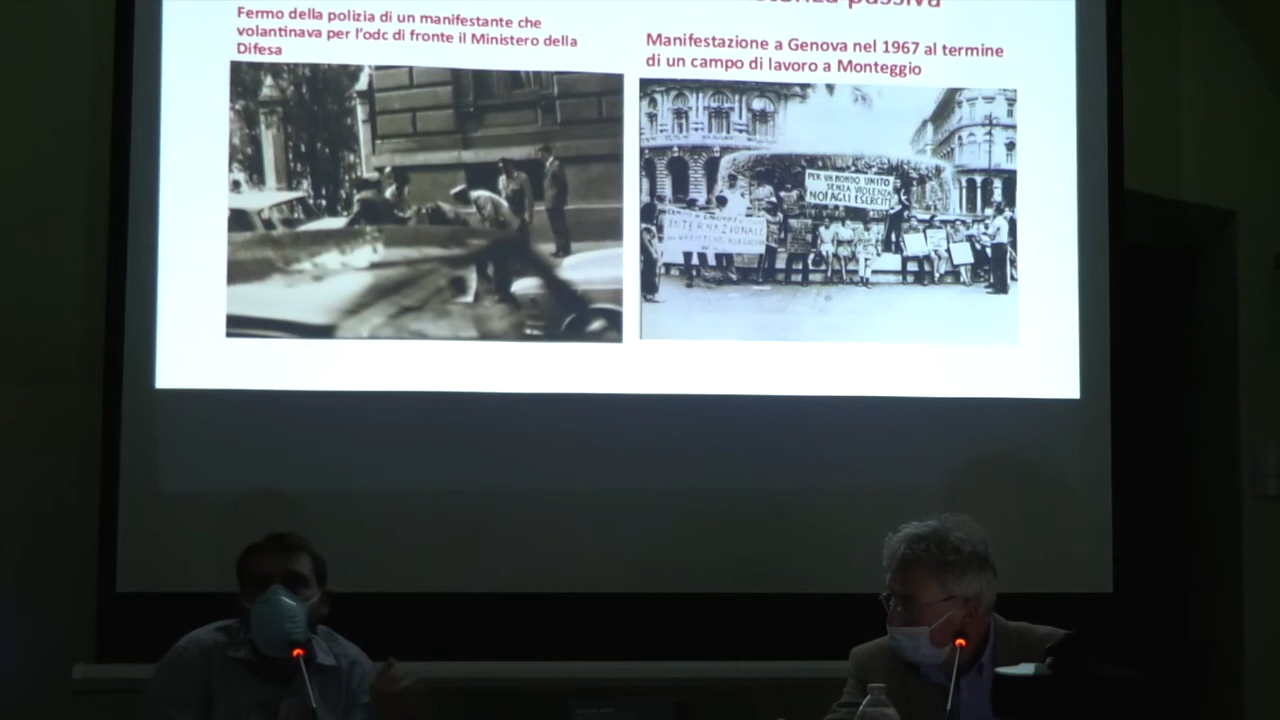 passiva
Fermo della polizia di un manifestante che
volantinava per l'odc di fronte il Ministero della
Difesa
Manifestazione a Genova nel 1967 al termine
di un campo di lavoro a Monteggio
PER UN MONDO UNITO
SENZA VIOLENZA
NO! AGLI ESERCITI
INTERNAZIONALE